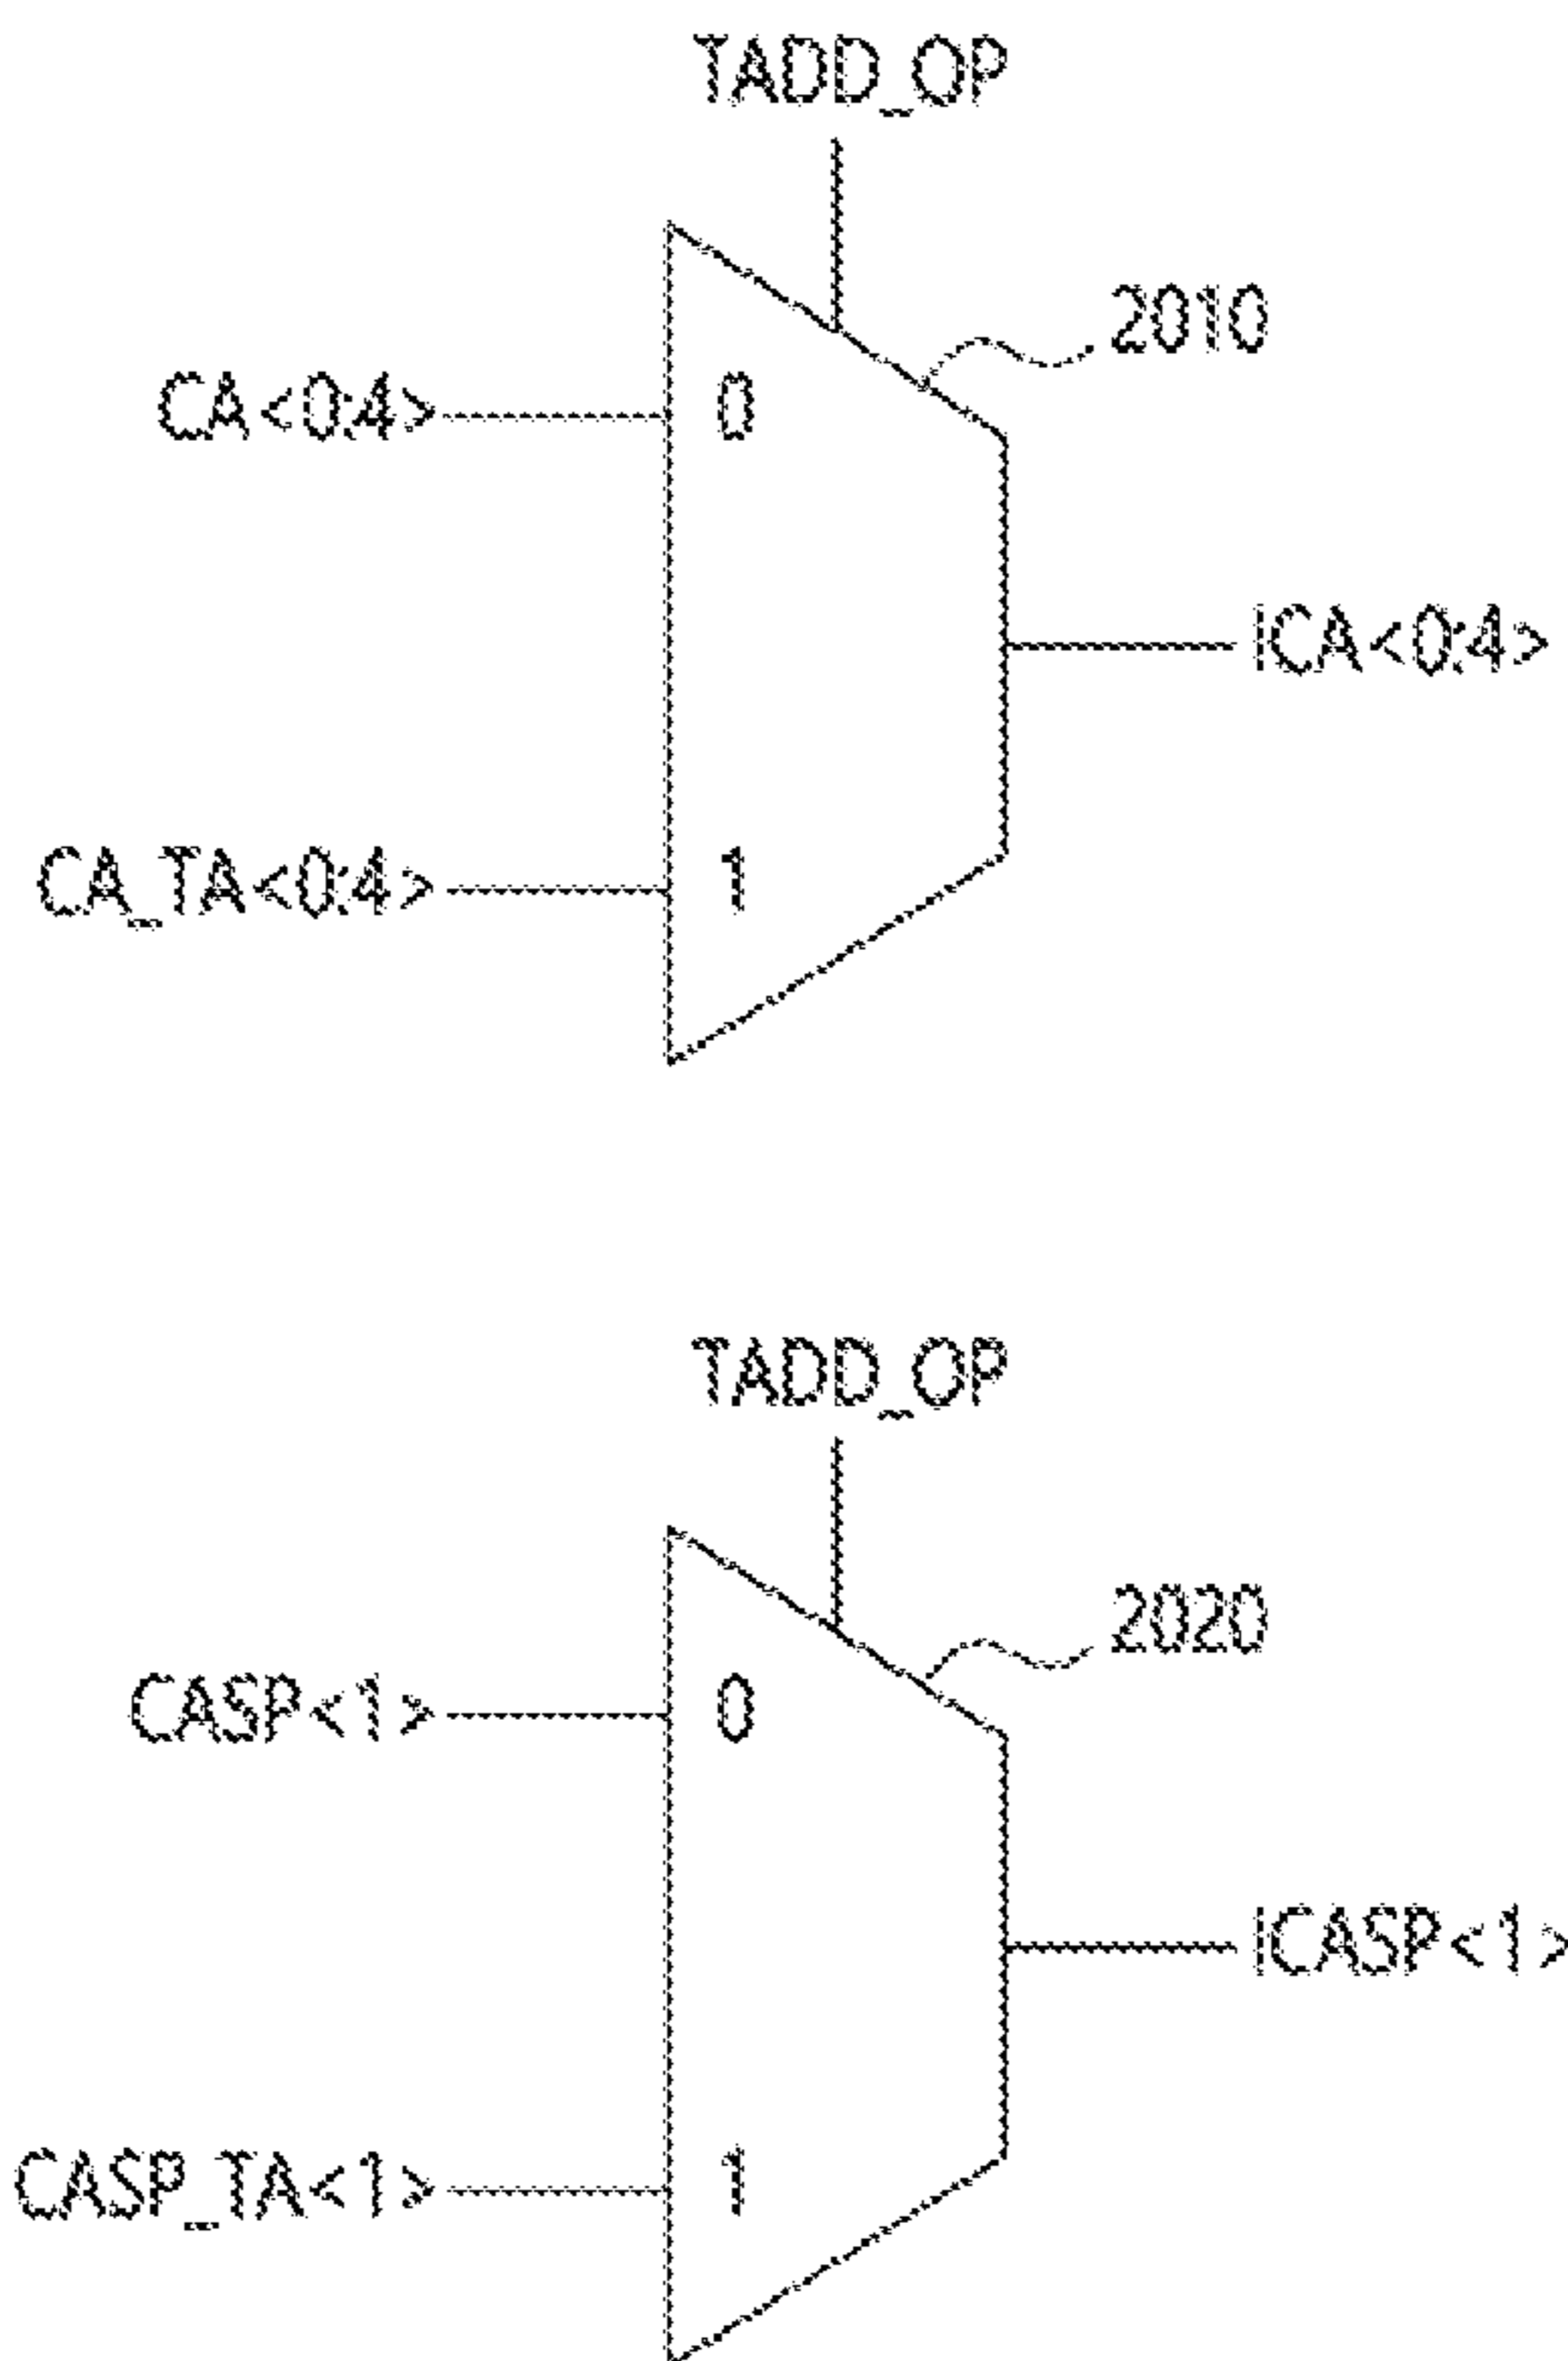 TADD_OP
2010
CA<0:4>
0
ICA<0:4>
CA_TA<0:4>
1
TADD_OP
2020
CASP<1>
0
ICASP<1>
CASP_TA<1>
1